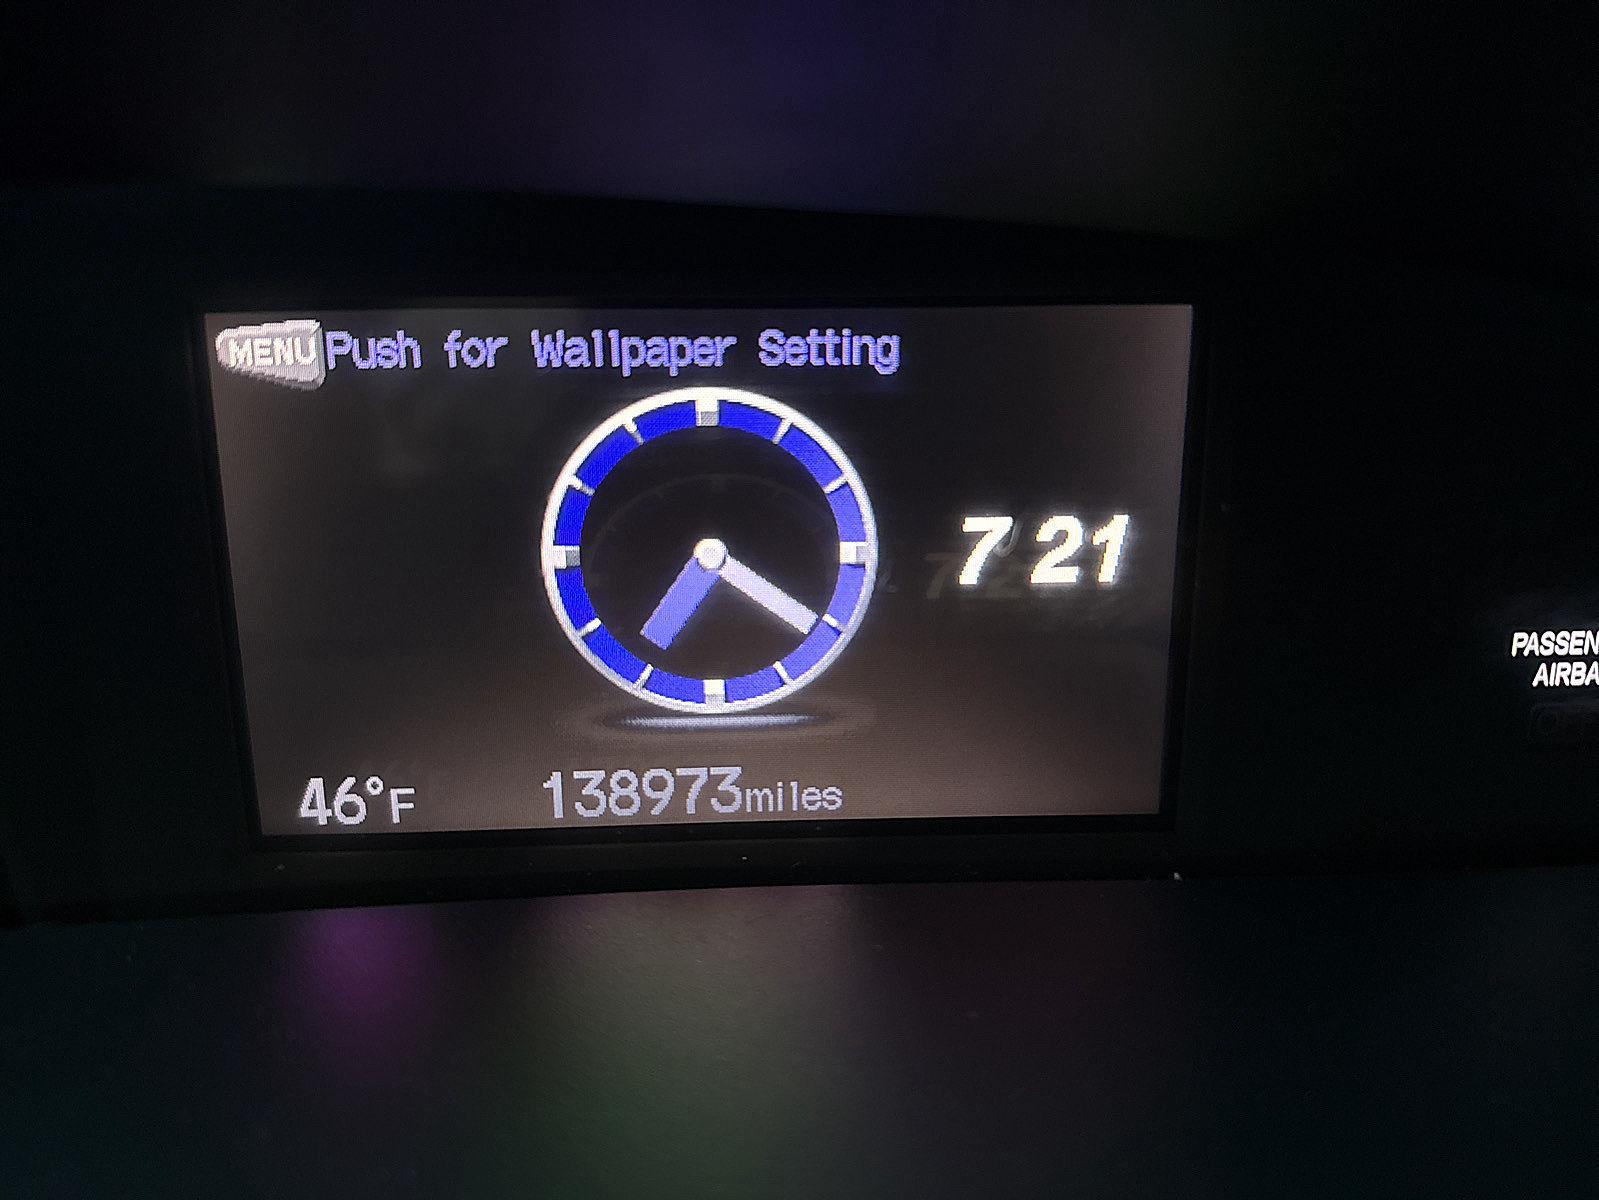 MENU Push for Wallpaper Setting
7 21
PASSEN
AIRBA
46°F 138973miles